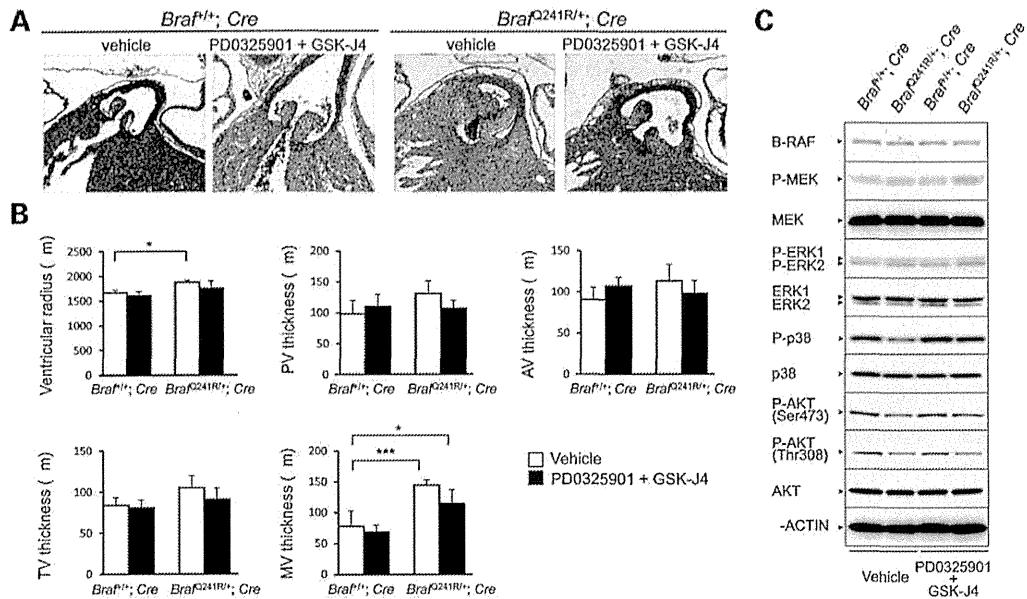 A
Braf+/+; Cre
BrafQ241R/+; Cre
vehicle
PD0325901 + GSK-J4
vehicle
PD0325901 + GSK-J4
B
Ventricular radius ( m)
2500
2000
1500
1000
500
0
*
Braf+/+; Cre
BrafQ241R/+; Cre
PV thickness ( m)
200
150
100
50
0
Braf+/+; Cre
BrafQ241R/+; Cre
AV thickness ( m)
150
100
50
0
Braf+/+; Cre
BrafQ241R/+; Cre
TV thickness ( m)
150
100
50
0
Braf+/+; Cre
BrafQ241R/+; Cre
MV thickness ( m)
200
150
100
50
0
*
***
Braf+/+; Cre
BrafQ241R/+; Cre
Vehicle
PD0325901 + GSK-J4
C
Braf+/+; Cre
BrafQ241R/+; Cre
Braf+/+; Cre
BrafQ241R/+; Cre
B-RAF
P-MEK
MEK
P-ERK1
P-ERK2
ERK1
ERK2
P-p38
p38
P-AKT
(Ser473)
P-AKT
(Thr308)
AKT
-ACTIN
Vehicle
PD0325901
+
GSK-J4